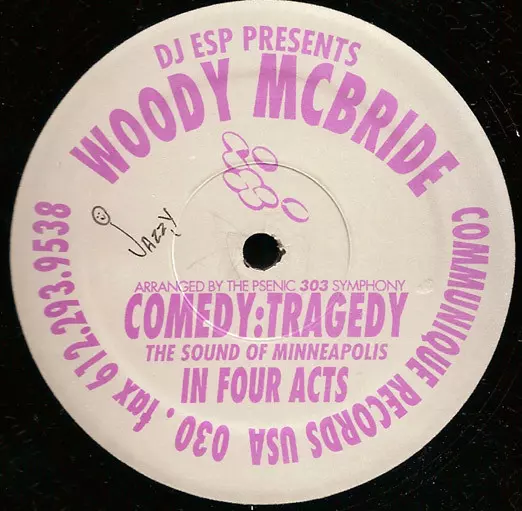 DJ ESP PRESENTS
WOODY MCBRIDE
JAZZY
ARRANGED BY THE PSENIC 303 SYMPHONY
COMEDY:TRAGEDY
THE SOUND OF MINNEAPOLIS
IN FOUR ACTS
COMMUNIQUE RECORDS USA 030 . fax 612.293.9538